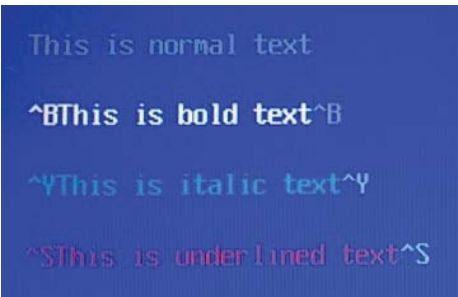 This is normal text
^BThis is bold text^B
^YThis is italic text^Y
^SThis is underlined text^S